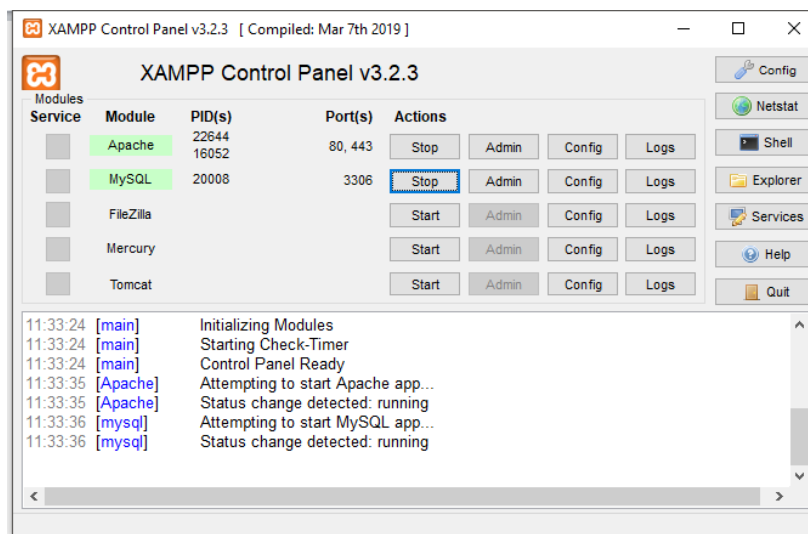 XAMPP Control Panel v3.2.3 [ Compiled: Mar 7th 2019 ]
XAMPP Control Panel v3.2.3
Config
Modules
Service Module PID(s) Port(s) Actions
Netstat
Apache 22644 16052 80, 443 Stop Admin Config Logs
Shell
MySQL 20008 3306 Stop Admin Config Logs
Explorer
FileZilla Start Admin Config Logs
Services
Mercury Start Admin Config Logs
Help
Tomcat Start Admin Config Logs
Quit
11:33:24 [main] Initializing Modules
11:33:24 [main] Starting Check-Timer
11:33:24 [main] Control Panel Ready
11:33:35 [Apache] Attempting to start Apache app...
11:33:35 [Apache] Status change detected: running
11:33:36 [mysql] Attempting to start MySQL app...
11:33:36 [mysql] Status change detected: running